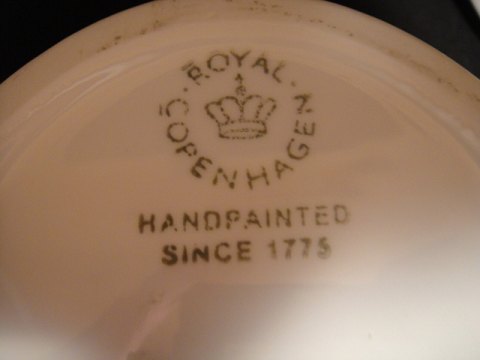 ROYAL COPENHAGEN
HANDPAINTED
SINCE 1775